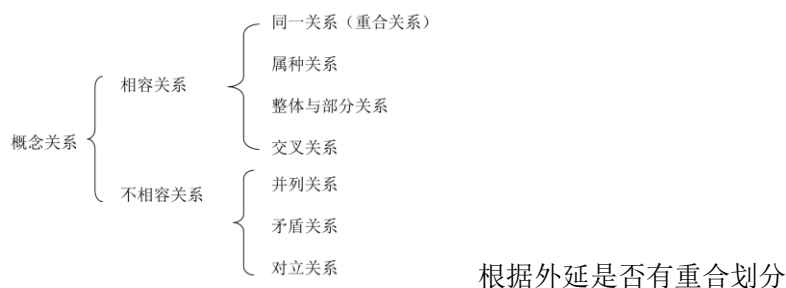 同一关系（重合关系）
属种关系
相容关系
整体与部分关系
交叉关系
概念关系
并列关系
不相容关系
矛盾关系
对立关系
根据外延是否有重合划分